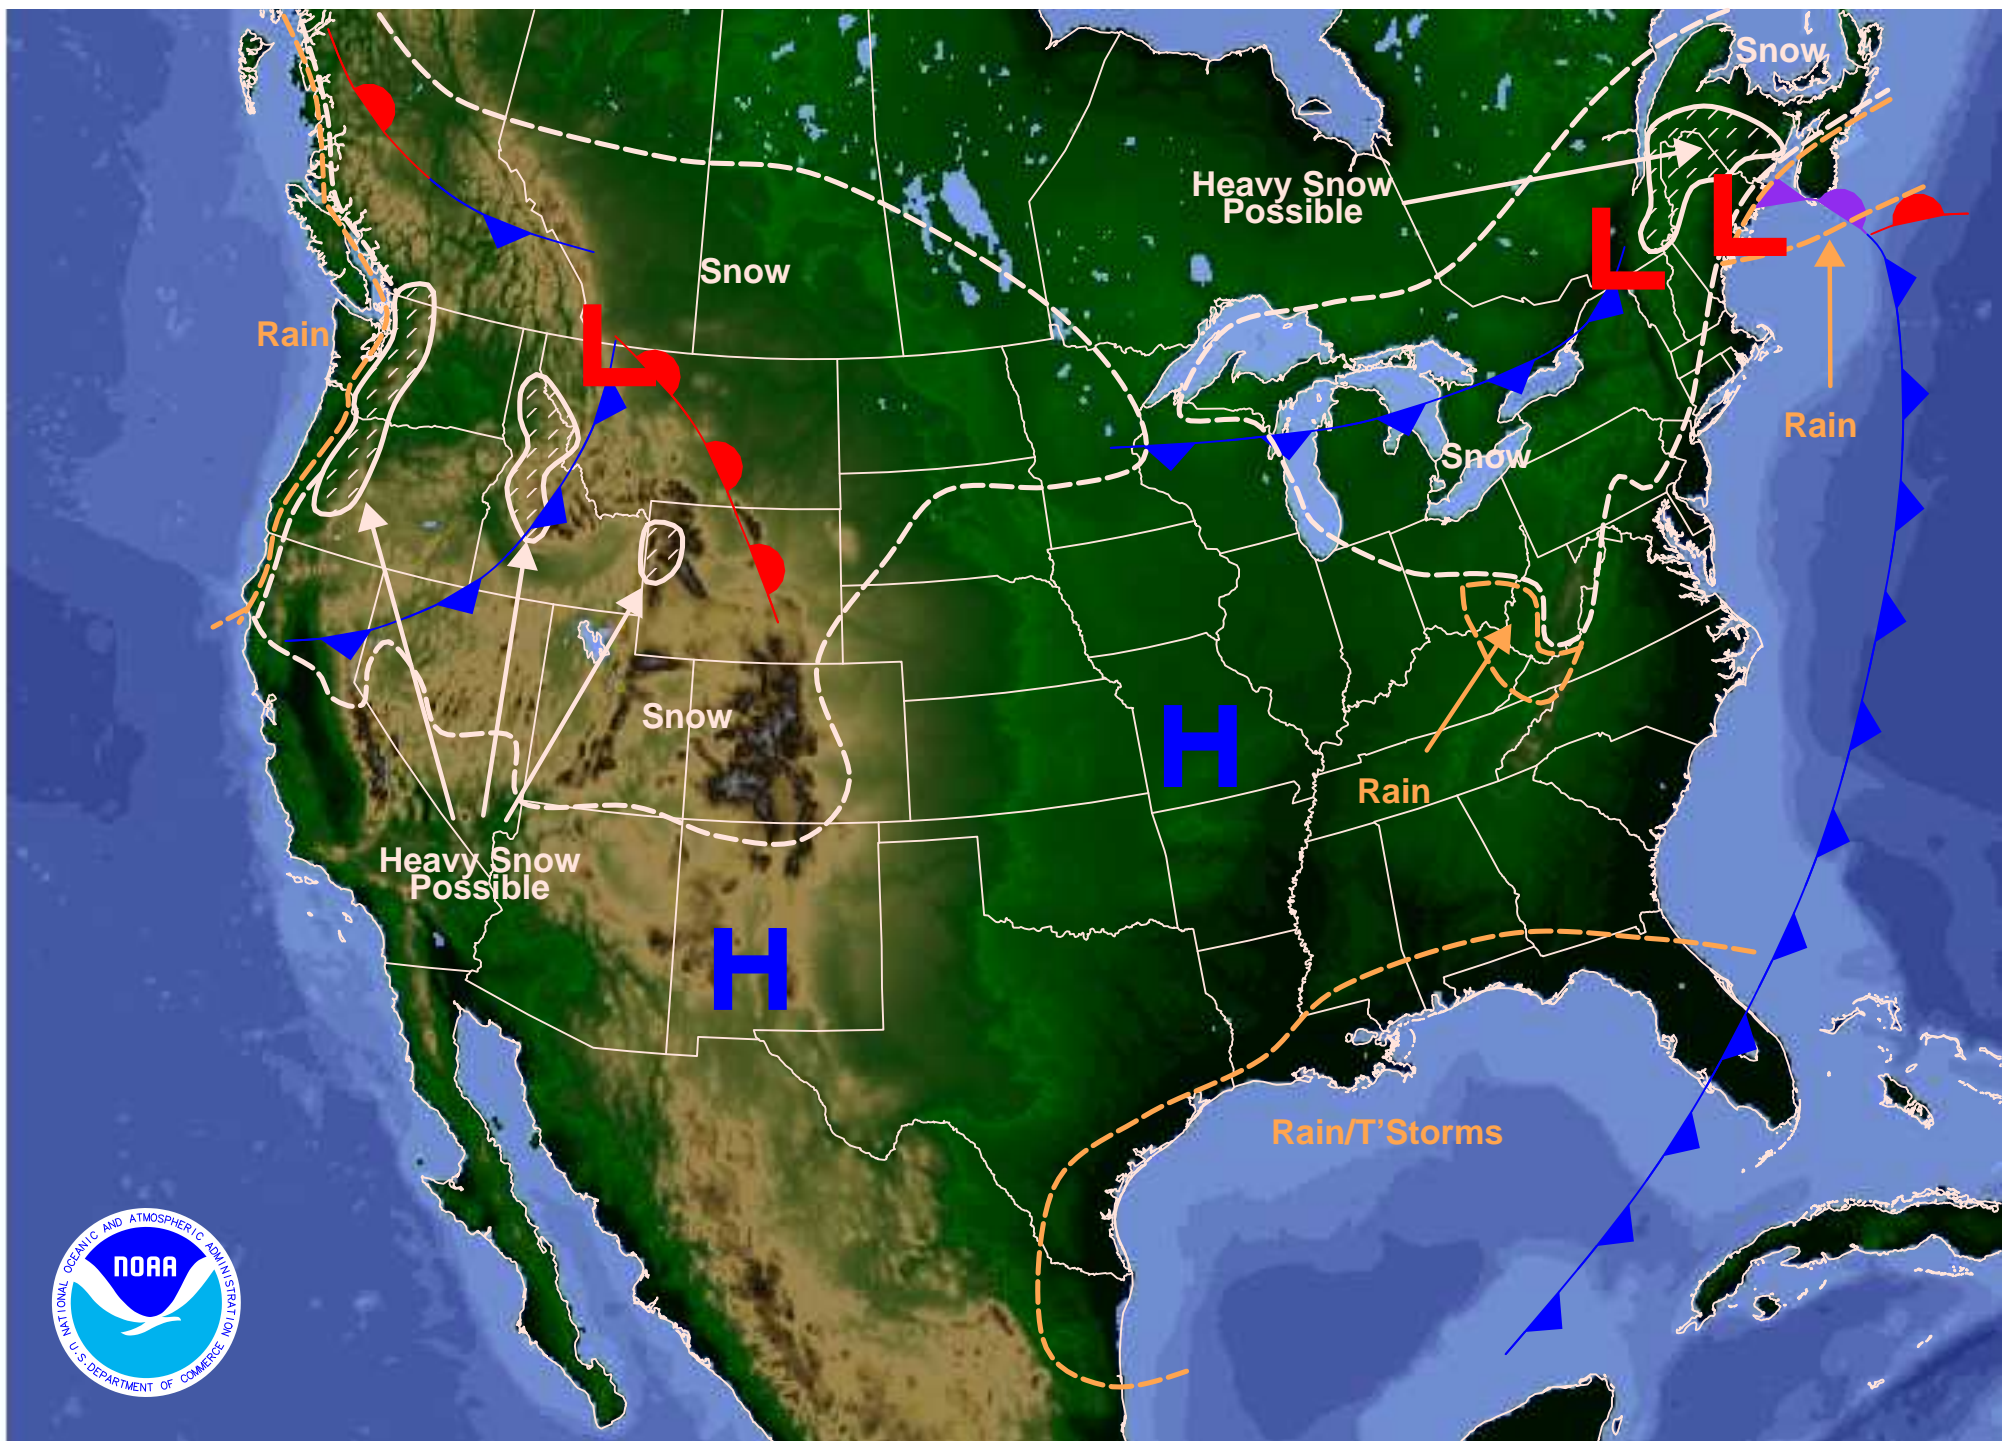 Snow
Heavy Snow
Possible
Snow
Rain
Rain
Snow
Snow
Rain
Heavy Snow
Possible
Rain/T'Storms
L
L
L
H
H
NATIONAL OCEANIC AND ATMOSPHERIC ADMINISTRATION
NOAA
U.S. DEPARTMENT OF COMMERCE